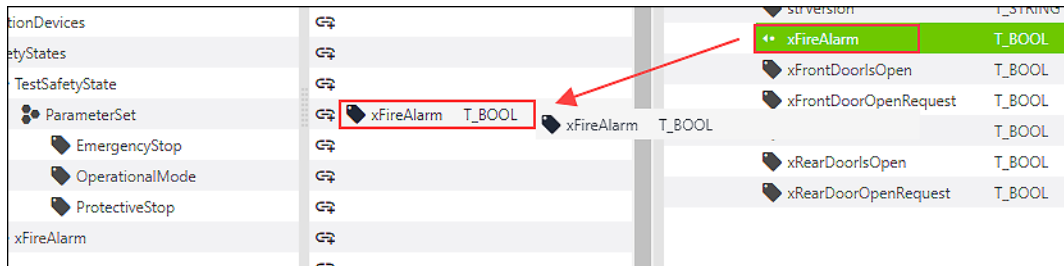 tionDevices
etyStates
TestSafetyState
ParameterSet
EmergencyStop
OperationalMode
ProtectiveStop
xFireAlarm
xFireAlarm T_BOOL
xFireAlarm T_BOOL
strVersion T_STRING
xFireAlarm T_BOOL
xFrontDoorIsOpen T_BOOL
xFrontDoorOpenRequest T_BOOL
T_BOOL
xRearDoorIsOpen T_BOOL
xRearDoorOpenRequest T_BOOL